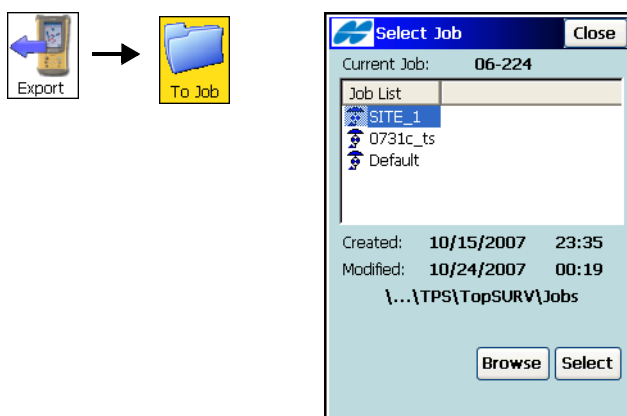 Export
To Job
Select Job Close
Current Job: 06-224
Job List
SITE_1
0731c_ts
Default
Created: 10/15/2007 23:35
Modified: 10/24/2007 00:19
\...\TPS\TopSURV\Jobs
Browse Select